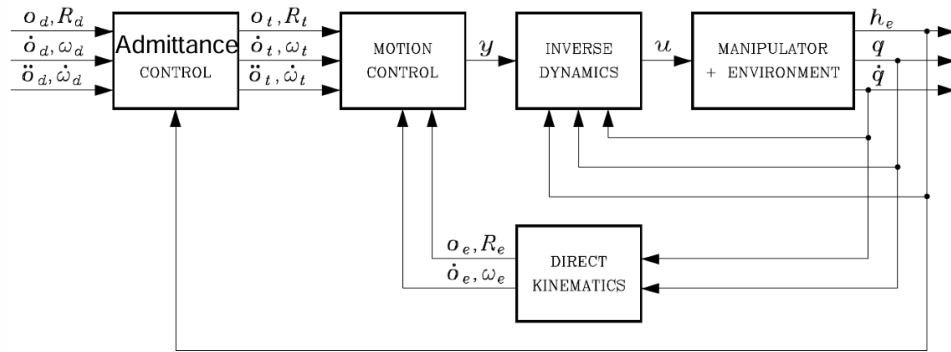 o_d, R_d
ȯ_d, ω_d
ö_d, ω̇_d
Admittance
CONTROL
o_t, R_t
ȯ_t, ω_t
ö_t, ω̇_t
MOTION
CONTROL
y
INVERSE
DYNAMICS
u
MANIPULATOR
+ ENVIRONMENT
h_e
q
q̇
o_e, R_e
ȯ_e, ω_e
DIRECT
KINEMATICS